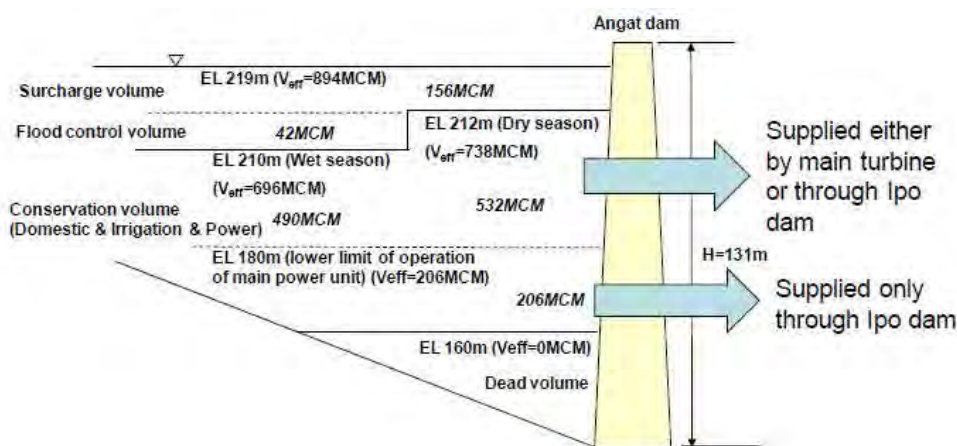 Angat dam
EL 219m (Veff=894MCM)
Surcharge volume
156MCM
Flood control volume
42MCM
EL 212m (Dry season)
(Veff=738MCM)
EL 210m (Wet season)
(Veff=696MCM)
Supplied either
by main turbine
or through Ipo
dam
Conservation volume
(Domestic & Irrigation & Power)
490MCM
532MCM
EL 180m (lower limit of operation
of main power unit) (Veff=206MCM)
H=131m
206MCM
Supplied only
through Ipo dam
EL 160m (Veff=0MCM)
Dead volume